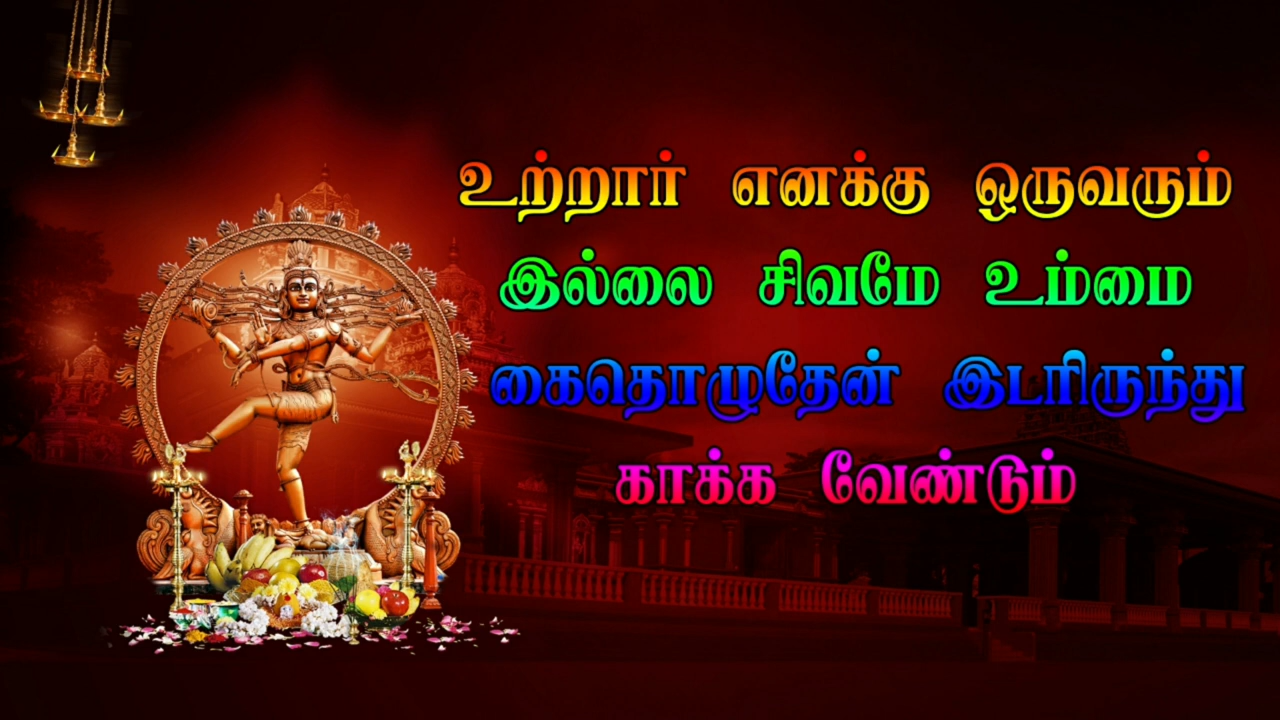 உற்றார் எனக்கு ஒருவரும்
இல்லை சிவமே உம்மை
கைதொழுதேன் இடரிருந்து
காக்க வேண்டும்